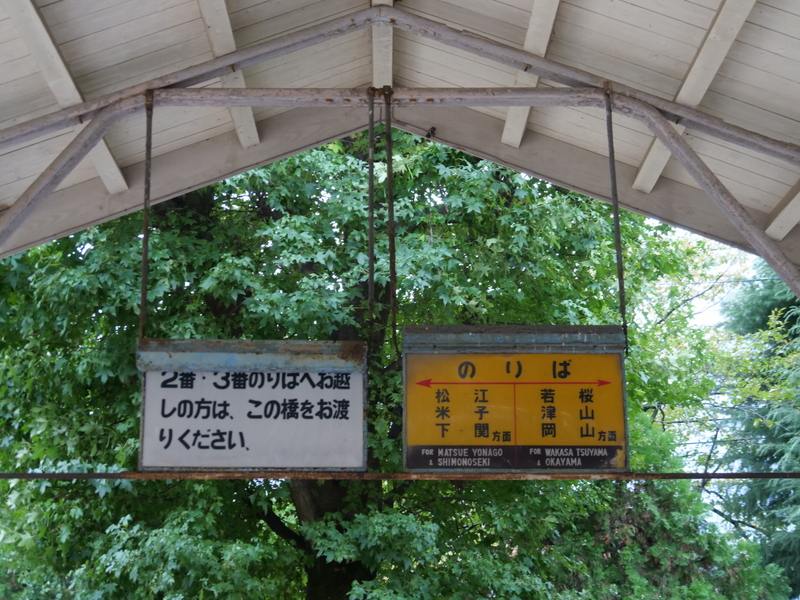 2番・3番のりばへお越
しの方は、この橋をお渡
りください、
のりば
松江
米子
下関方面
若桜
津山
岡山方面
FOR MATSUE YONAGO
& SHIMONOSEKI
FOR WAKASA TSUYAMA
& OKAYAMA